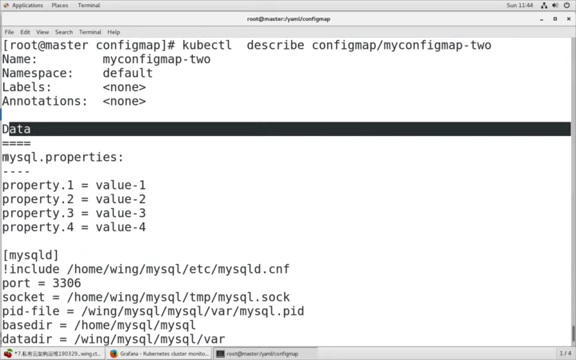 Applications Places Terminal
Sun 11:44
root@master:/yaml/configmap
File Edit View Search Terminal Help
[root@master configmap]# kubectl  describe configmap/myconfigmap-two
Name:         myconfigmap-two
Namespace:    default
Labels:       <none>
Annotations:  <none>
Data
====
mysql.properties:
----
property.1 = value-1
property.2 = value-2
property.3 = value-3
property.4 = value-4
[mysqld]
!include /home/wing/mysql/etc/mysqld.cnf
port = 3306
socket = /home/wing/mysql/tmp/mysql.sock
pid-file = /wing/mysql/mysql/var/mysql.pid
basedir = /home/mysql/mysql
datadir = /wing/mysql/mysql/var
Grafana - Kubernetes cluster monito...
root@master:/yaml/configmap
1 / 4